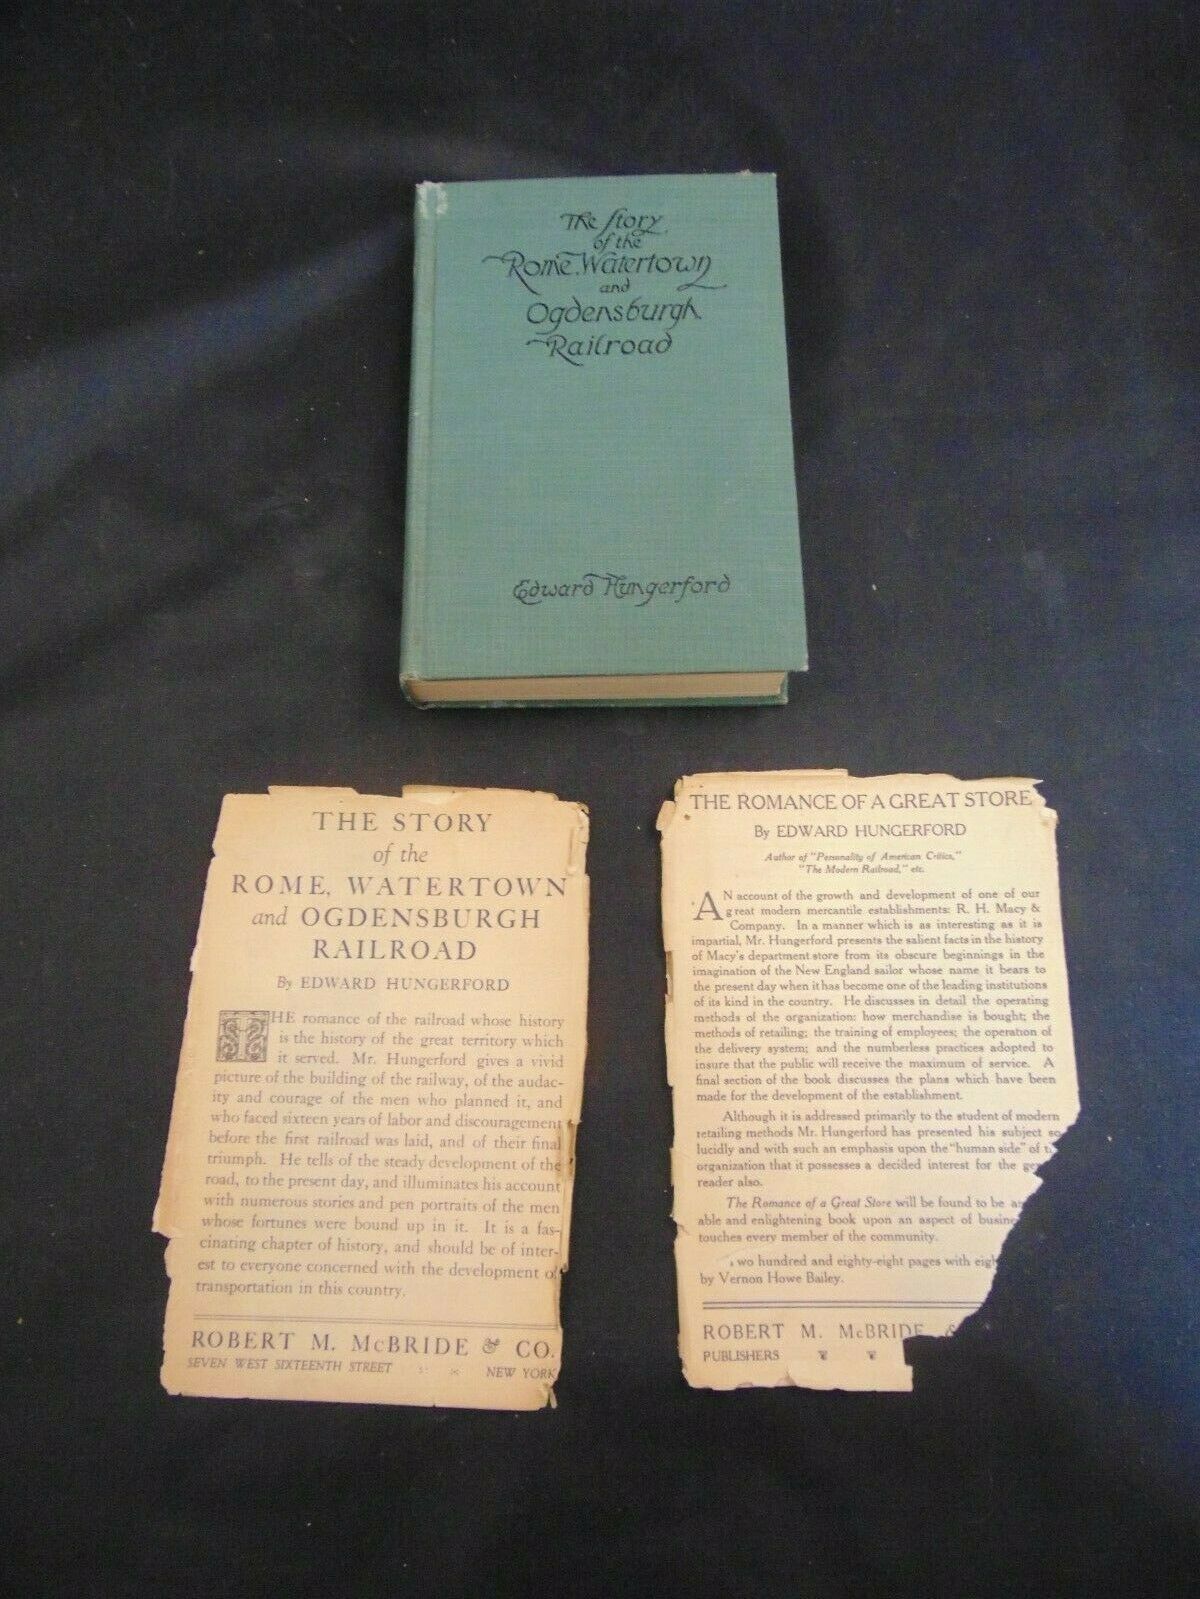 The Story
of the
Rome, Watertown
and
Ogdensburgh
Railroad
Edward Hungerford
THE STORY
of the
ROME, WATERTOWN
and OGDENSBURGH
RAILROAD
By EDWARD HUNGERFORD
THE romance of the railroad whose history
is the history of the great territory which
it served. Mr. Hungerford gives a vivid
picture of the building of the railway, of the audac-
ity and courage of the men who planned it, and
who faced sixteen years of labor and discouragement
before the first railroad was laid, and of their final
triumph. He tells of the steady development of the
road, to the present day, and illuminates his account
with numerous stories and pen portraits of the men
whose fortunes were bound up in it. It is a fas-
cinating chapter of history, and should be of inter-
est to everyone concerned with the development of
transportation in this country.
ROBERT M. McBRIDE & CO.
SEVEN WEST SIXTEENTH STREET NEW YORK
THE ROMANCE OF A GREAT STORE
By EDWARD HUNGERFORD
Author of "Personality of American Critics,"
"The Modern Railroad," etc.
AN account of the growth and development of one of our
great modern mercantile establishments: R. H. Macy &
Company. In a manner which is as interesting as it is
impartial, Mr. Hungerford presents the salient facts in the history
of Macy's department store from its obscure beginnings in the
imagination of the New England sailor whose name it bears to
the present day when it has become one of the leading institutions
of its kind in the country. He discusses in detail the operating
methods of the organization: how merchandise is bought; the
methods of retailing; the training of employees; the operation of
the delivery system; and the numberless practices adopted to
insure that the public will receive the maximum of service. A
final section of the book discusses the plans which have been
made for the development of the establishment.
Although it is addressed primarily to the student of modern
retailing methods Mr. Hungerford has presented his subject so
lucidly and with such an emphasis upon the "human side" of
organization that it possesses a decided interest for the
reader also.
The Romance of a Great Store will be found to be
able and enlightening book upon an aspect of
touches every member of the community.
wo hundred and eighty-eight pages with
by Vernon Howe Bailey.
ROBERT M. McBRIDE
PUBLISHERS